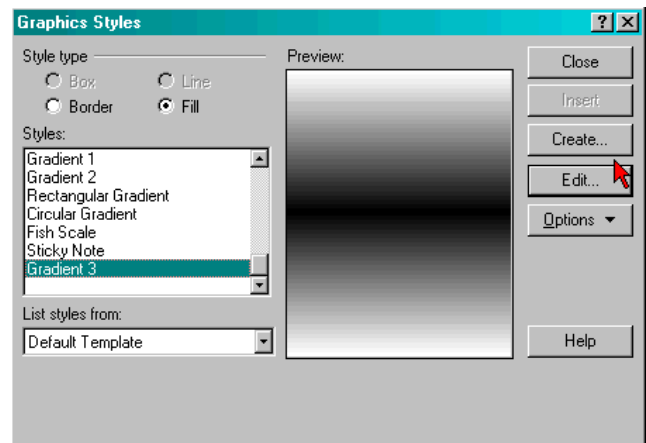 Graphics Styles
Style type
Box
Line
Border
Fill
Styles:
Gradient 1
Gradient 2
Rectangular Gradient
Circular Gradient
Fish Scale
Sticky Note
Gradient 3
List styles from:
Default Template
Preview:
Close
Insert
Create...
Edit...
Options
Help